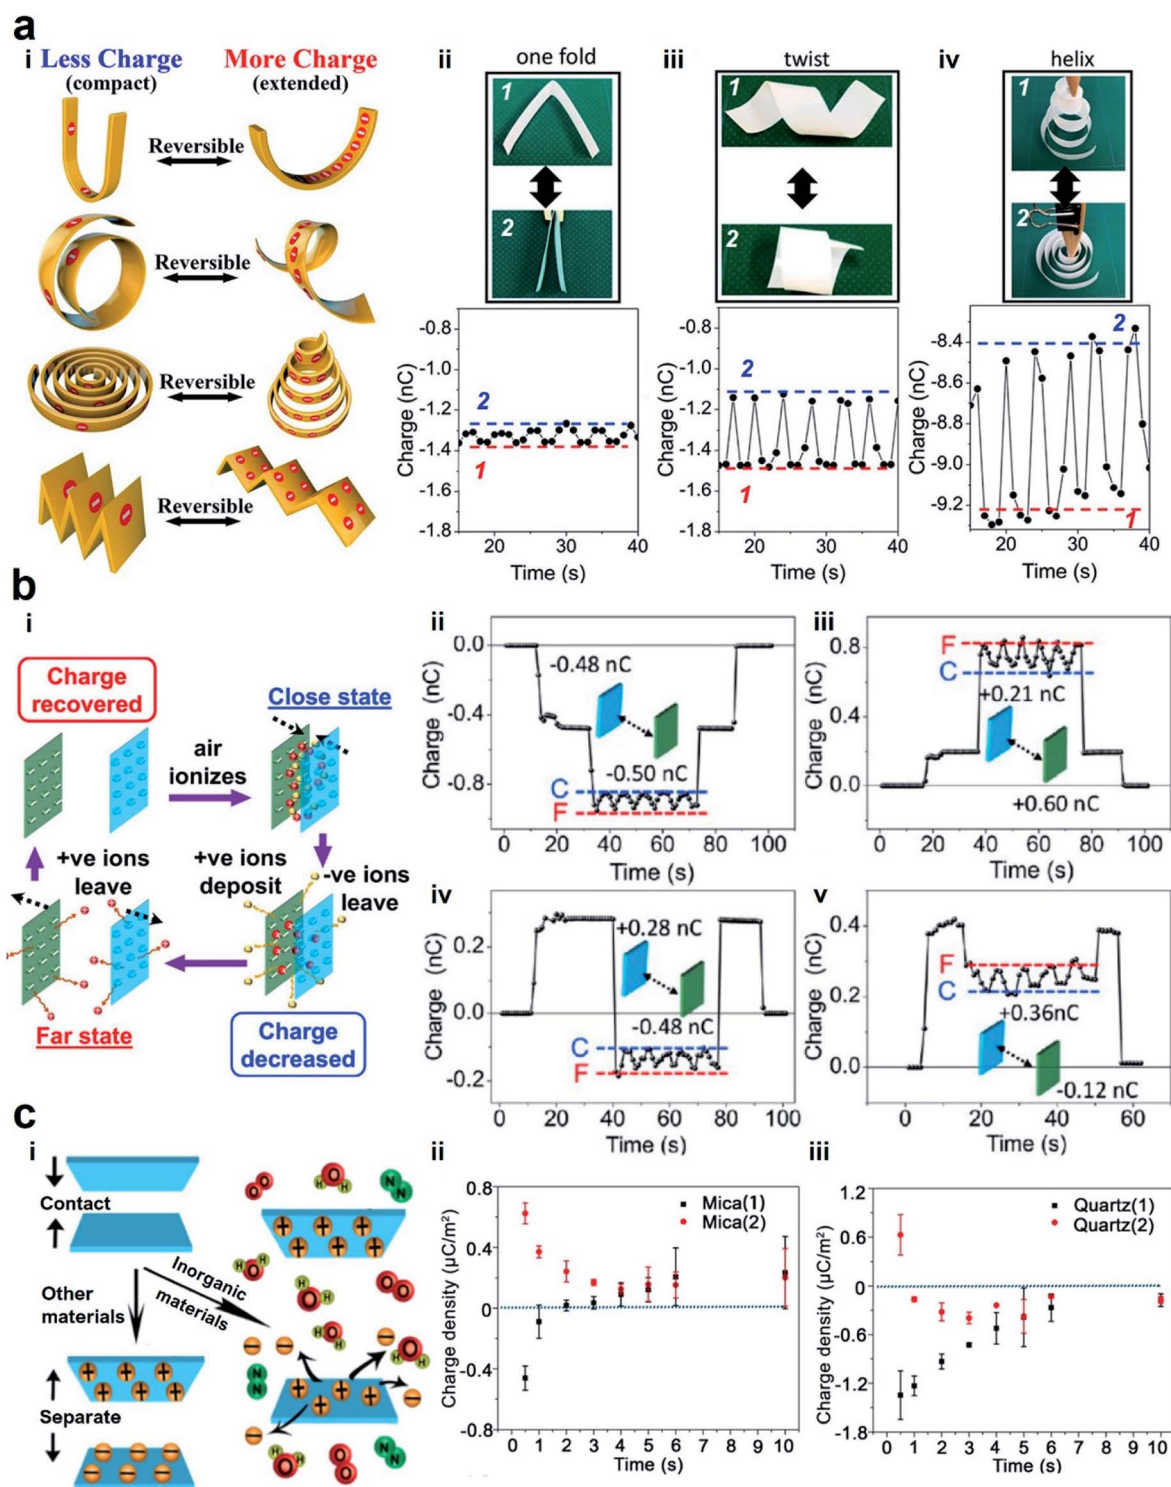 a
i
Less Charge
(compact)
More Charge
(extended)
Reversible
Reversible
Reversible
Reversible
ii
one fold
1
2
-0.8
-1.0
-1.2
-1.4
-1.6
-1.8
Charge (nC)
2
1
20
30
40
Time (s)
iii
twist
1
2
-0.8
-1.0
-1.2
-1.4
-1.6
-1.8
Charge (nC)
2
1
20
30
40
Time (s)
iv
helix
1
2
-8.4
-8.6
-8.8
-9.0
-9.2
Charge (nC)
2
1
20
30
40
Time (s)
b
i
Charge
recovered
Close state
air
ionizes
+ve ions
leave
+ve ions
deposit
-ve ions
leave
Far state
Charge
decreased
ii
0.0
-0.4
-0.8
Charge (nC)
-0.48 nC
-0.50 nC
C
F
0
20
40
60
80
100
Time (s)
iii
0.8
0.4
0.0
Charge (nC)
F
C
+0.21 nC
+0.60 nC
0
20
40
60
80
100
Time (s)
iv
0.2
0.0
-0.2
Charge (nC)
+0.28 nC
-0.48 nC
C
F
0
20
40
60
80
100
Time (s)
v
0.4
0.2
0.0
Charge (nC)
F
C
+0.36nC
-0.12 nC
0
20
40
60
Time (s)
c
i
Contact
Other
materials
Inorganic
materials
Separate
O O
H O H
N N
H O H
O O
H O H
H O H
H O H
N N
H O H
O O
N N
ii
0.8
0.4
0
-0.4
-0.8
Charge density (μC/m²)
Mica(1)
Mica(2)
0 1 2 3 4 5 6 10
Time (s)
iii
1.2
0.6
0
-0.6
-1.2
-1.8
Charge density (μC/m²)
Quartz(1)
Quartz(2)
0 1 2 3 4 5 6 10
Time (s)